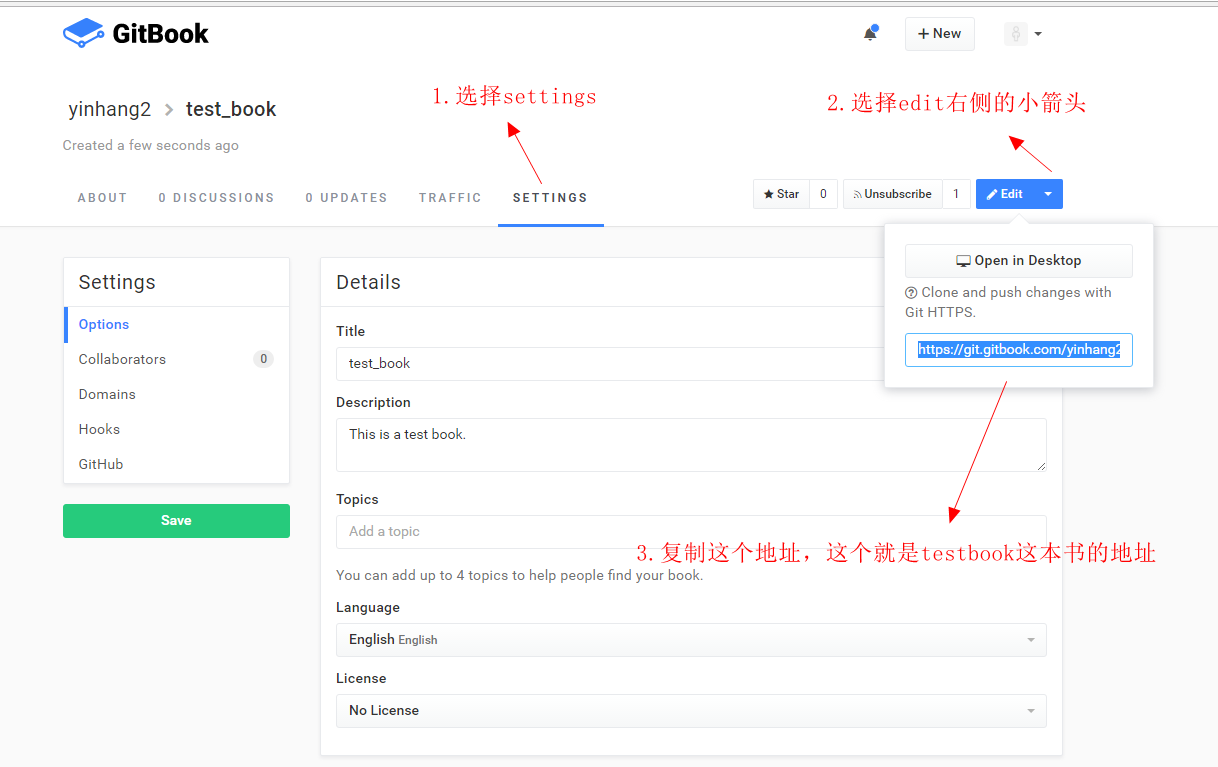 GitBook
+ New
yinhang2 > test_book
1.选择settings
2.选择edit右侧的小箭头
Created a few seconds ago
ABOUT 0 DISCUSSIONS 0 UPDATES TRAFFIC SETTINGS
Star 0 Unsubscribe 1 Edit
Settings
Options
Collaborators 0
Domains
Hooks
GitHub
Save
Details
Title
test_book
Description
This is a test book.
Topics
Add a topic
You can add up to 4 topics to help people find your book.
Language
English English
License
No License
Open in Desktop
Clone and push changes with
Git HTTPS.
https://git.gitbook.com/yinhang2
3.复制这个地址，这个就是testbook这本书的地址